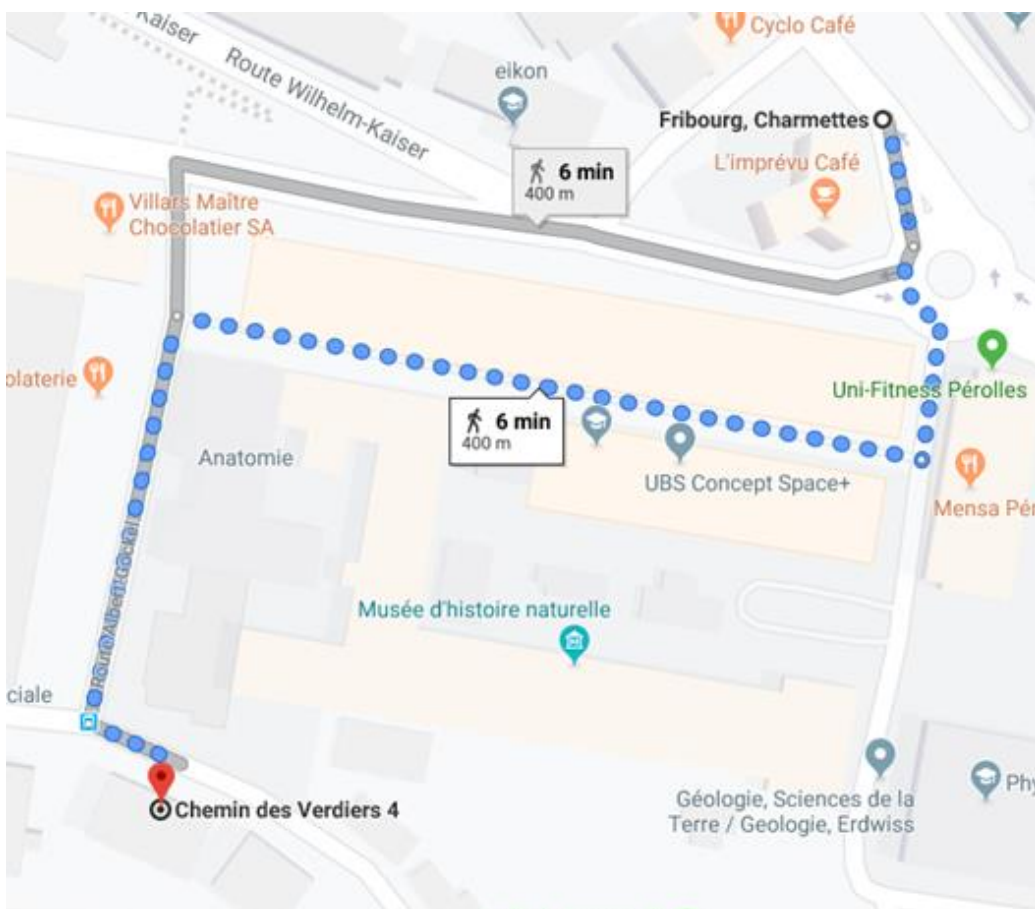 Kaiser
Cyclo Café
Route Wilhelm-Kaiser
eikon
Fribourg, Charmettes
6 min
400 m
L'imprévu Café
Villars Maître
Chocolatier SA
olaterie
Uni-Fitness Pérolles
6 min
400 m
Anatomie
UBS Concept Space+
Mensa Pér
Route Albert-Gockel
Musée d'histoire naturelle
ciale
Phy
Géologie, Sciences de la
Terre / Geologie, Erdwiss
Chemin des Verdiers 4